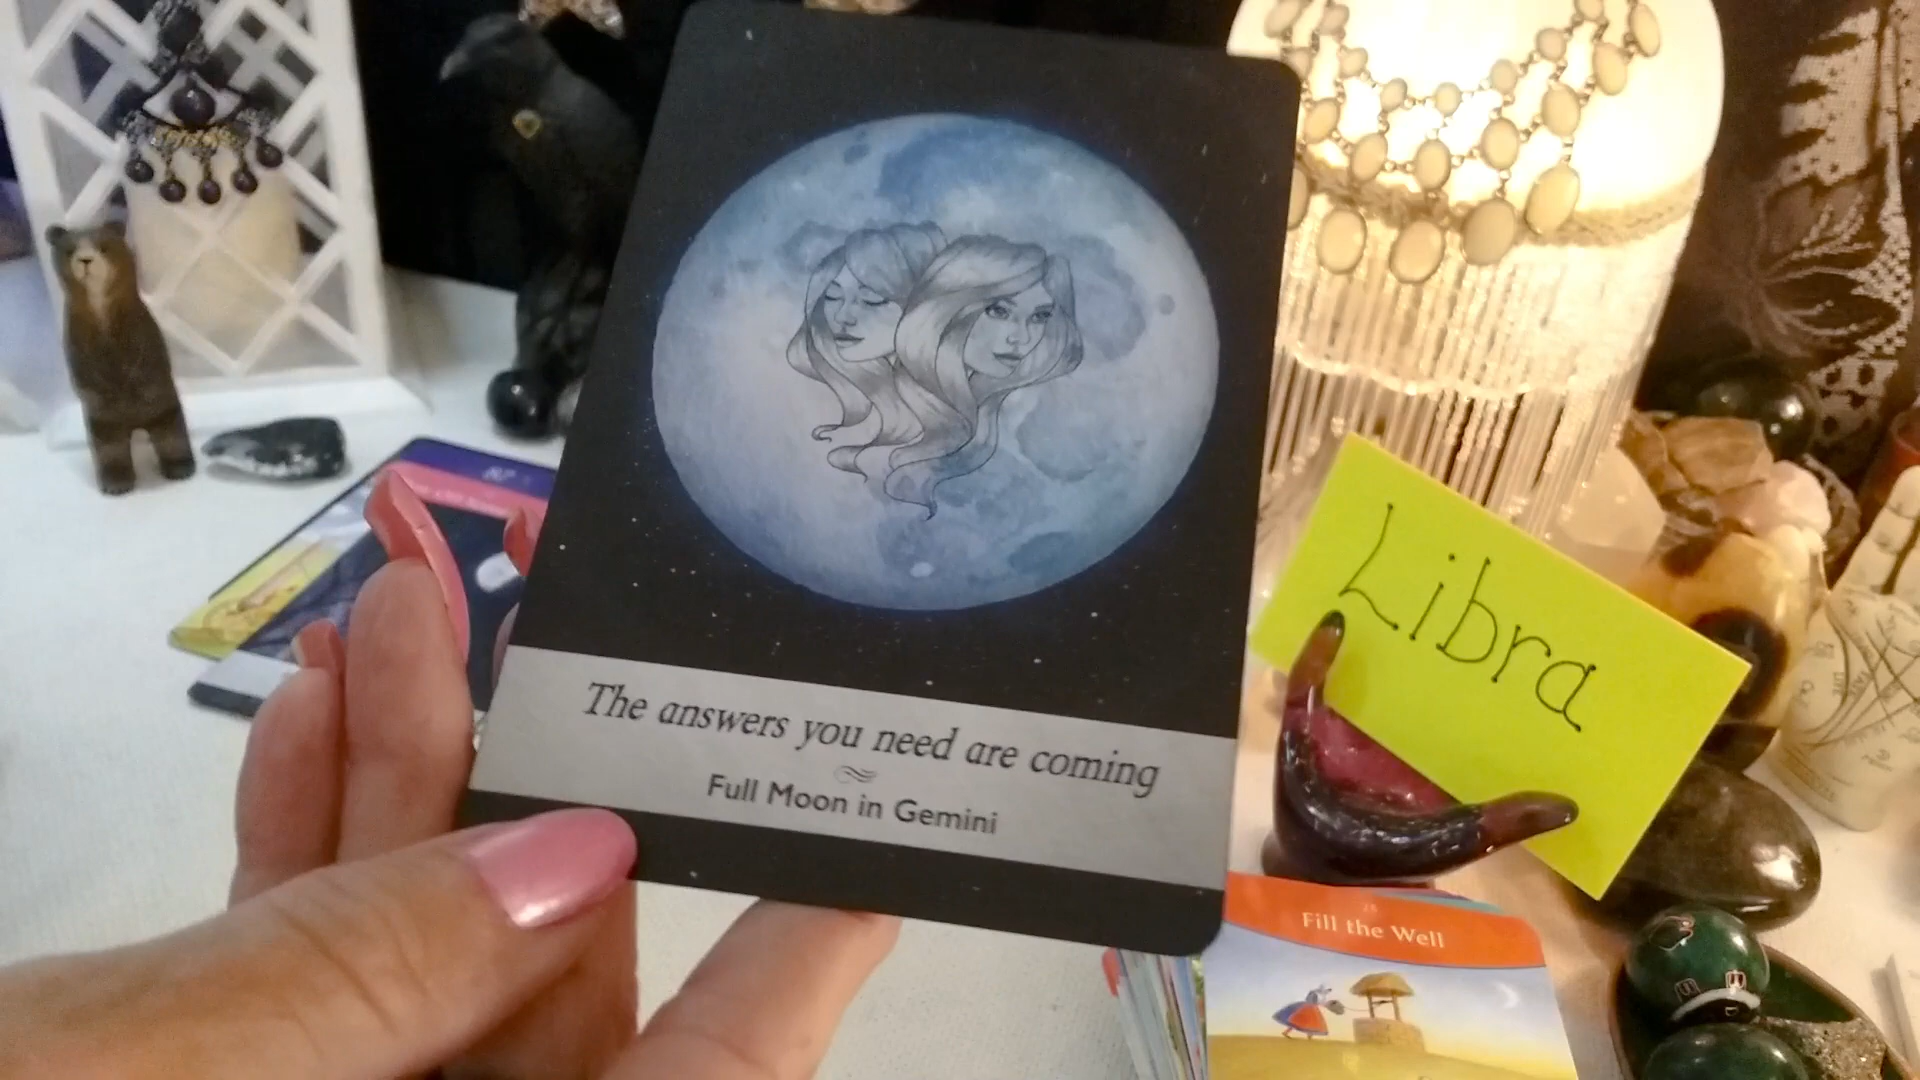 The answers you need are coming
Full Moon in Gemini
Libra
Fill the Well